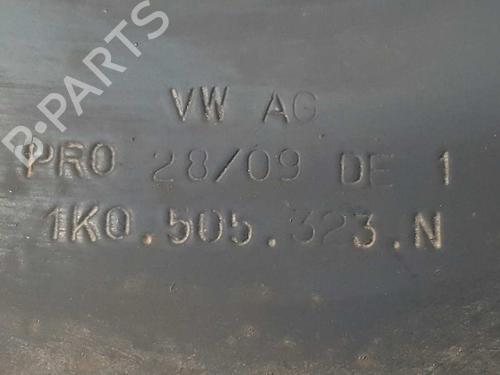 B-PARTS
VW AG
PRO 28/09 DE 1
1K0.505.323.N